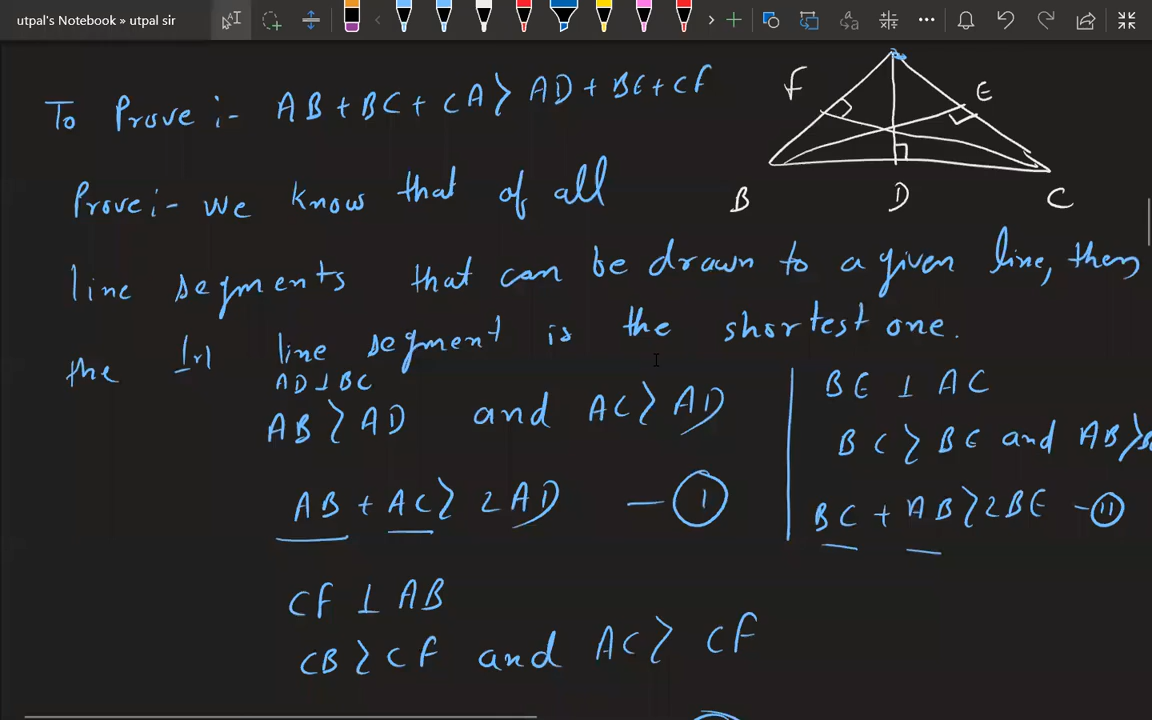 utpal's Notebook » utpal sir
To Prove :- AB + BC + CA > AD + BE + CF
F
E
B
D
C
Prove :- We know that of all
line segments that can be drawn to a given line, then
the ⊥r line segment is the shortest one.
AD ⊥ BC
AB > AD and AC > AD
AB + AC > 2AD — ①
BE ⊥ AC
BC > BE and AB > B
BC + AB > 2BE - ⑪
CF ⊥ AB
CB > CF and AC > CF